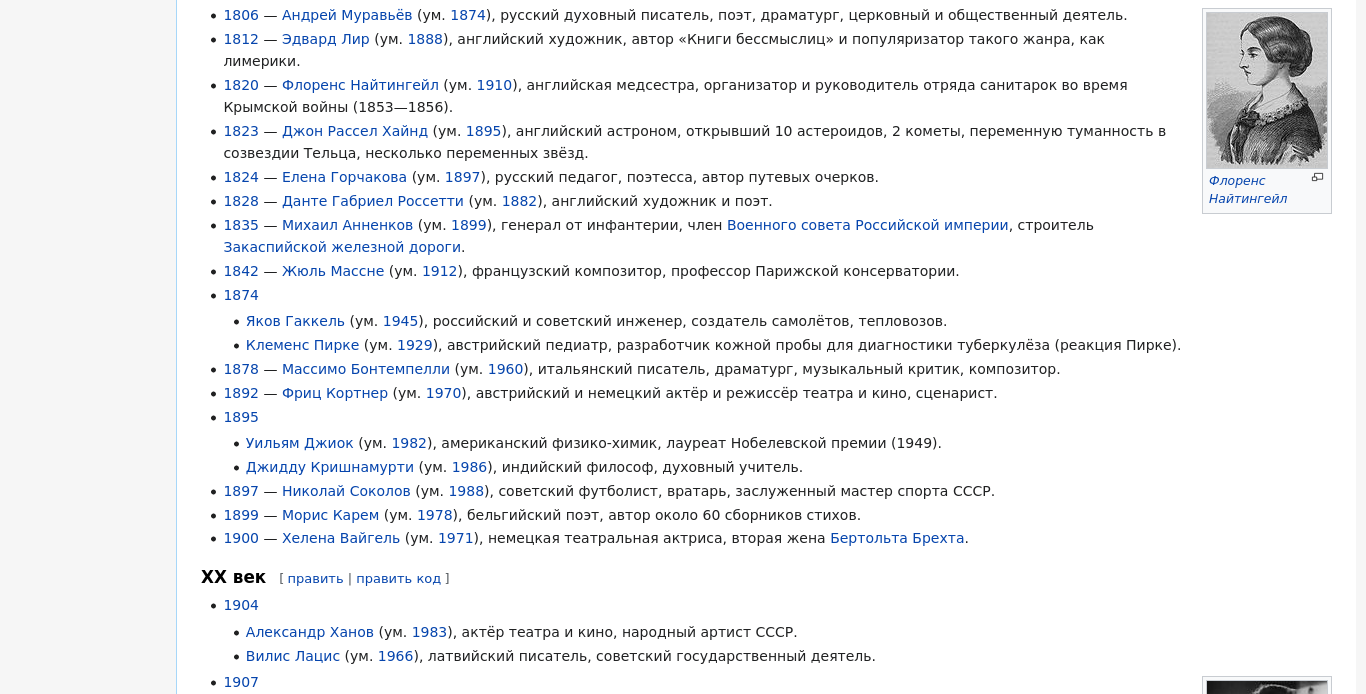 1806 — Андрей Муравьёв (ум. 1874), русский духовный писатель, поэт, драматург, церковный и общественный деятель.
1812 — Эдвард Лир (ум. 1888), английский художник, автор «Книги бессмыслиц» и популяризатор такого жанра, как
лимерики.
1820 — Флоренс Найтингейл (ум. 1910), английская медсестра, организатор и руководитель отряда санитарок во время
Крымской войны (1853—1856).
1823 — Джон Рассел Хайнд (ум. 1895), английский астроном, открывший 10 астероидов, 2 кометы, переменную туманность в
созвездии Тельца, несколько переменных звёзд.
1824 — Елена Горчакова (ум. 1897), русский педагог, поэтесса, автор путевых очерков.
1828 — Данте Габриел Россетти (ум. 1882), английский художник и поэт.
1835 — Михаил Анненков (ум. 1899), генерал от инфантерии, член Военного совета Российской империи, строитель
Закаспийской железной дороги.
1842 — Жюль Массне (ум. 1912), французский композитор, профессор Парижской консерватории.
1874
Яков Гаккель (ум. 1945), российский и советский инженер, создатель самолётов, тепловозов.
Клеменс Пирке (ум. 1929), австрийский педиатр, разработчик кожной пробы для диагностики туберкулёза (реакция Пирке).
1878 — Массимо Бонтемпелли (ум. 1960), итальянский писатель, драматург, музыкальный критик, композитор.
1892 — Фриц Кортнер (ум. 1970), австрийский и немецкий актёр и режиссёр театра и кино, сценарист.
1895
Уильям Джиок (ум. 1982), американский физико-химик, лауреат Нобелевской премии (1949).
Джидду Кришнамурти (ум. 1986), индийский философ, духовный учитель.
1897 — Николай Соколов (ум. 1988), советский футболист, вратарь, заслуженный мастер спорта СССР.
1899 — Морис Карем (ум. 1978), бельгийский поэт, автор около 60 сборников стихов.
1900 — Хелена Вайгель (ум. 1971), немецкая театральная актриса, вторая жена Бертольта Брехта.
XX век [ править | править код ]
1904
Александр Ханов (ум. 1983), актёр театра и кино, народный артист СССР.
Вилис Лацис (ум. 1966), латвийский писатель, советский государственный деятель.
1907
Флоренс
Найтингейл